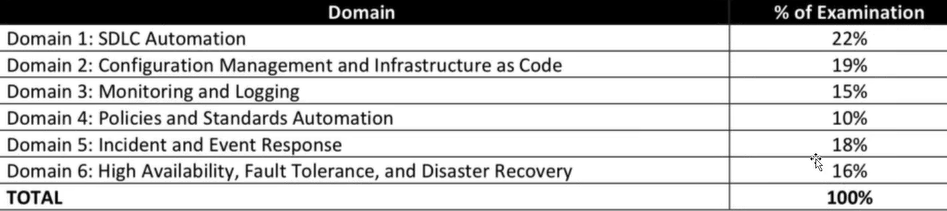 Domain % of Examination
Domain 1: SDLC Automation 22%
Domain 2: Configuration Management and Infrastructure as Code 19%
Domain 3: Monitoring and Logging 15%
Domain 4: Policies and Standards Automation 10%
Domain 5: Incident and Event Response 18%
Domain 6: High Availability, Fault Tolerance, and Disaster Recovery 16%
TOTAL 100%